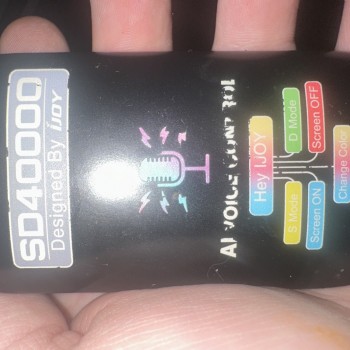 SD40000
Designed By IJOY
AI VOICE CONTROL
Hey IJOY
S Mode
D Mode
Screen ON
Screen OFF
Change Color